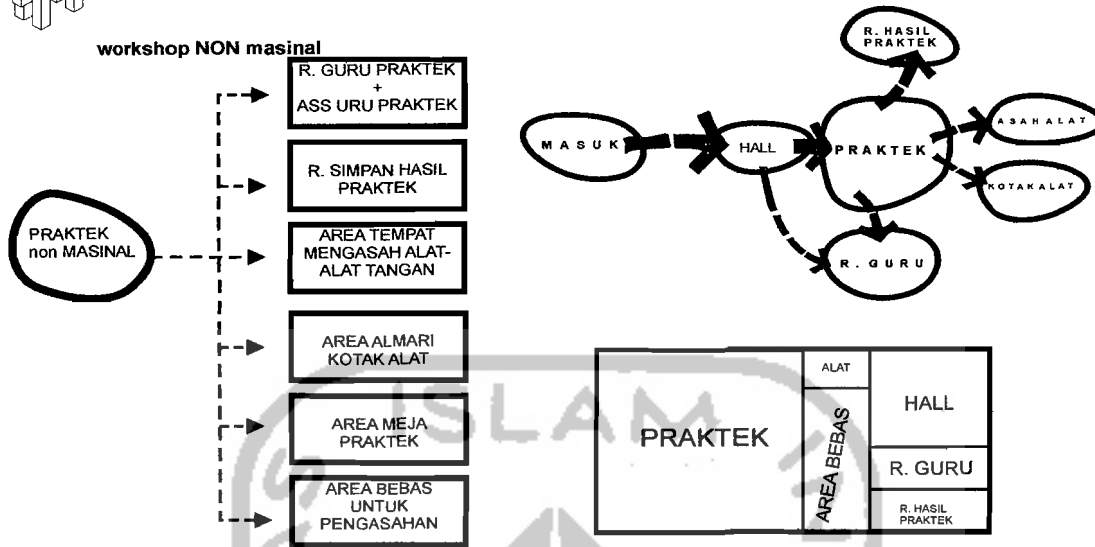 workshop NON masinal
PRAKTEK
non MASINAL
R. GURU PRAKTEK
+
ASS URU PRAKTEK
R. SIMPAN HASIL
PRAKTEK
AREA TEMPAT
MENGASAH ALAT-
ALAT TANGAN
AREA ALMARI
KOTAK ALAT
AREA MEJA
PRAKTEK
AREA BEBAS
UNTUK
PENGASAHAN
MASUK
HALL
PRAKTEK
R. HASIL
PRAKTEK
ASAH ALAT
KOTAK ALAT
R. GURU
PRAKTEK
ALAT
AREA BEBAS
HALL
R. GURU
R. HASIL
PRAKTEK
ISLAM